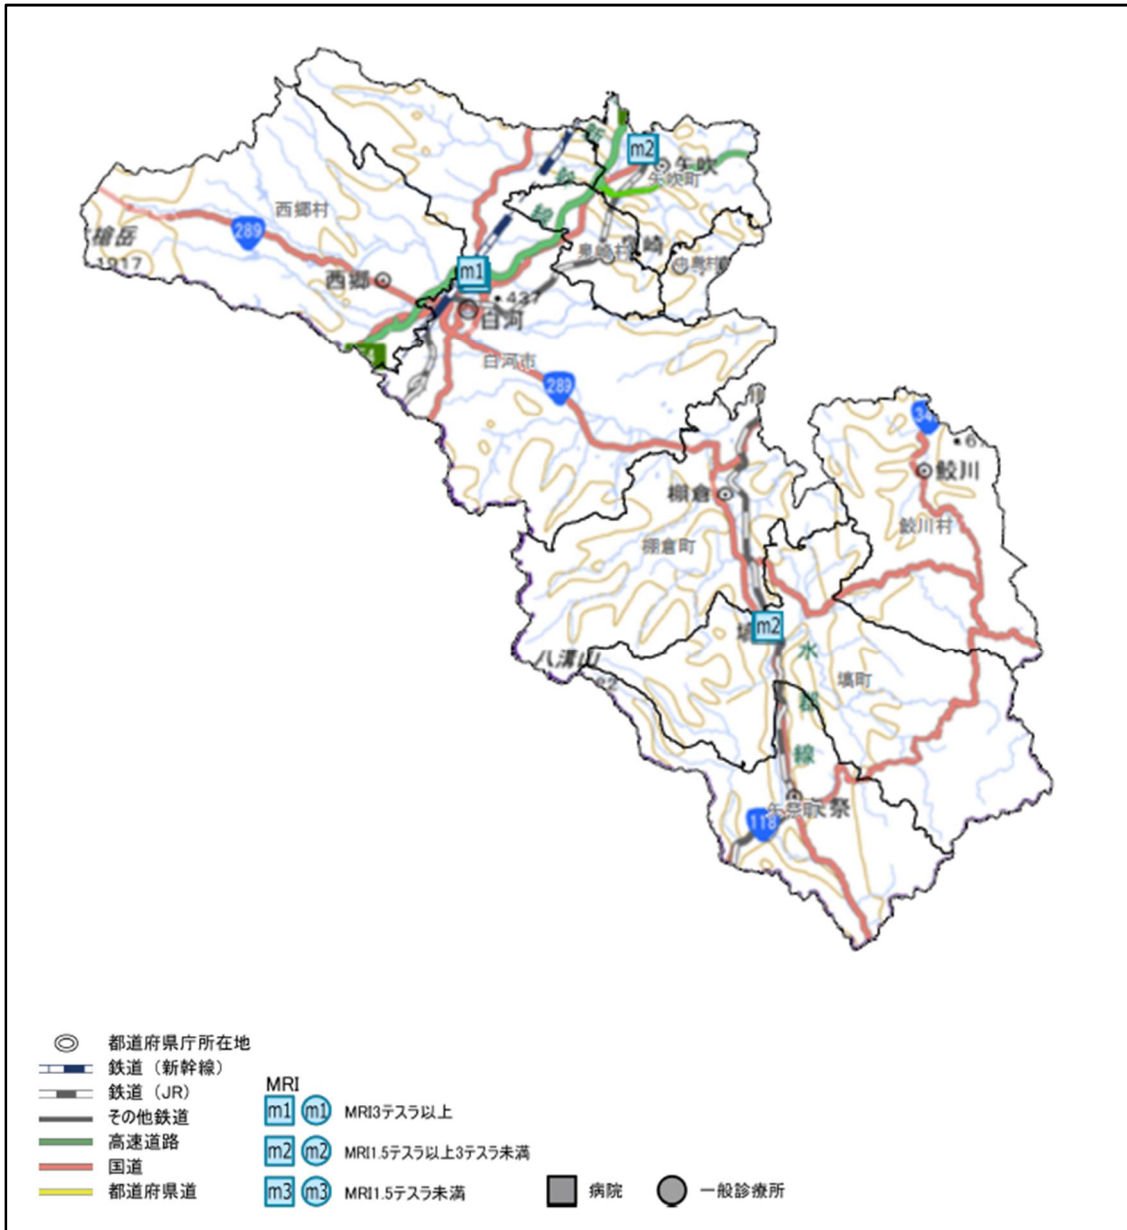 新
幹
線
m2
矢吹
矢吹町
西郷村
289
槍岳
1917
西郷
m1
437
白河
泉崎村
白河市
289
鮫川
棚倉
鮫川村
棚倉町
m2
水
郡
線
八溝山
塙町
118
都道府県庁所在地
鉄道（新幹線）
鉄道（JR）
その他鉄道
高速道路
国道
都道府県道
MRI
m1 m1 MRI3テスラ以上
m2 m2 MRI1.5テスラ以上3テスラ未満
m3 m3 MRI1.5テスラ未満
病院
一般診療所